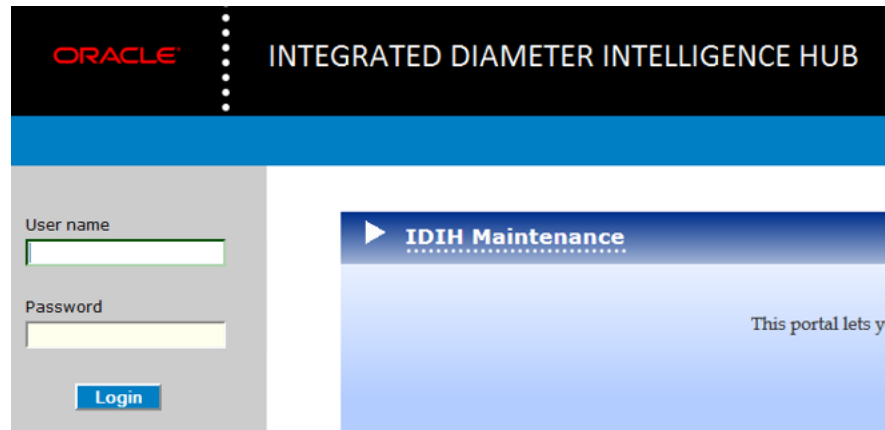 ORACLE
INTEGRATED DIAMETER INTELLIGENCE HUB
User name
Password
Login
IDIH Maintenance
This portal lets y